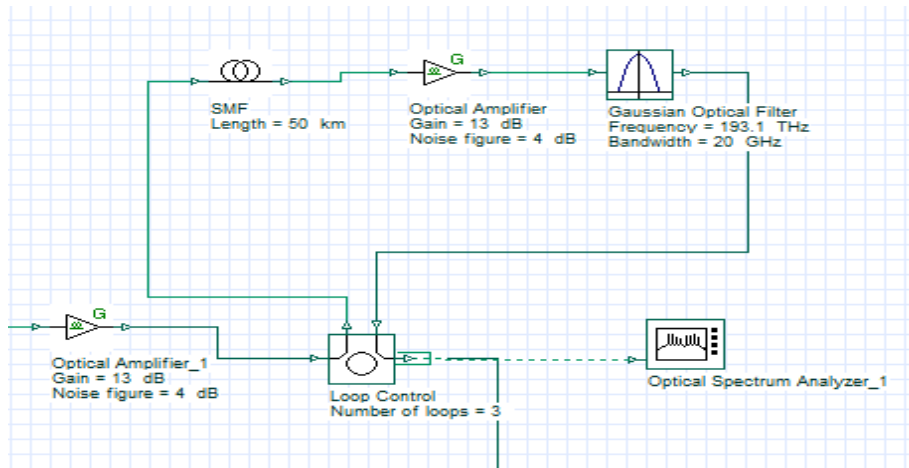 G
SMF
Length = 50 km
Optical Amplifier
Gain = 13 dB
Noise figure = 4 dB
Gaussian Optical Filter
Frequency = 193.1 THz
Bandwidth = 20 GHz
G
Optical Amplifier_1
Gain = 13 dB
Noise figure = 4 dB
Loop Control
Number of loops = 3
Optical Spectrum Analyzer_1